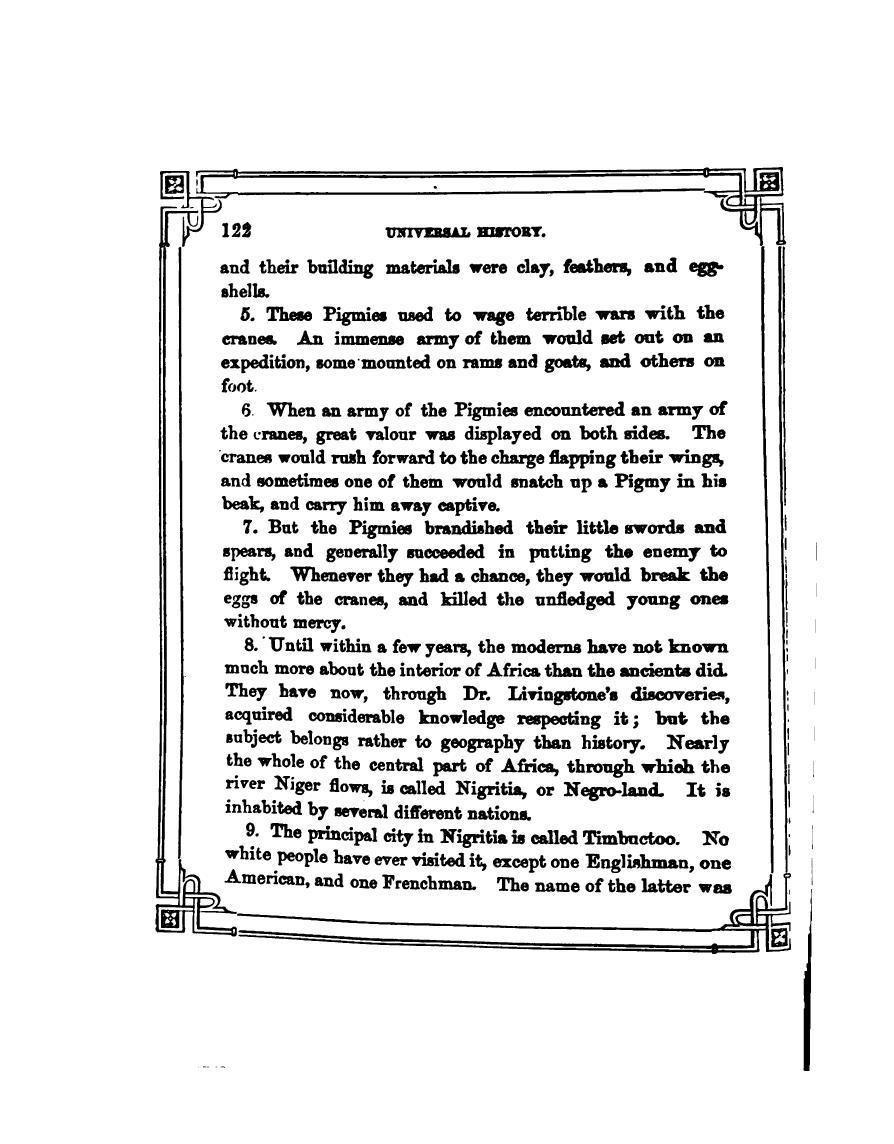 122 UNIVERSAL HISTORY.
and their building materials were clay, feathers, and egg-
shells.
5. These Pigmies used to wage terrible wars with the
cranes. An immense army of them would set out on an
expedition, some mounted on rams and goats, and others on
foot.
6. When an army of the Pigmies encountered an army of
the cranes, great valour was displayed on both sides. The
cranes would rush forward to the charge flapping their wings,
and sometimes one of them would snatch up a Pigmy in his
beak, and carry him away captive.
7. But the Pigmies brandished their little swords and
spears, and generally succeeded in putting the enemy to
flight. Whenever they had a chance, they would break the
eggs of the cranes, and killed the unfledged young ones
without mercy.
8. Until within a few years, the moderns have not known
much more about the interior of Africa than the ancients did.
They have now, through Dr. Livingstone's discoveries,
acquired considerable knowledge respecting it; but the
subject belongs rather to geography than history. Nearly
the whole of the central part of Africa, through which the
river Niger flows, is called Nigritia, or Negro-land. It is
inhabited by several different nations.
9. The principal city in Nigritia is called Timbuctoo. No
white people have ever visited it, except one Englishman, one
American, and one Frenchman. The name of the latter was